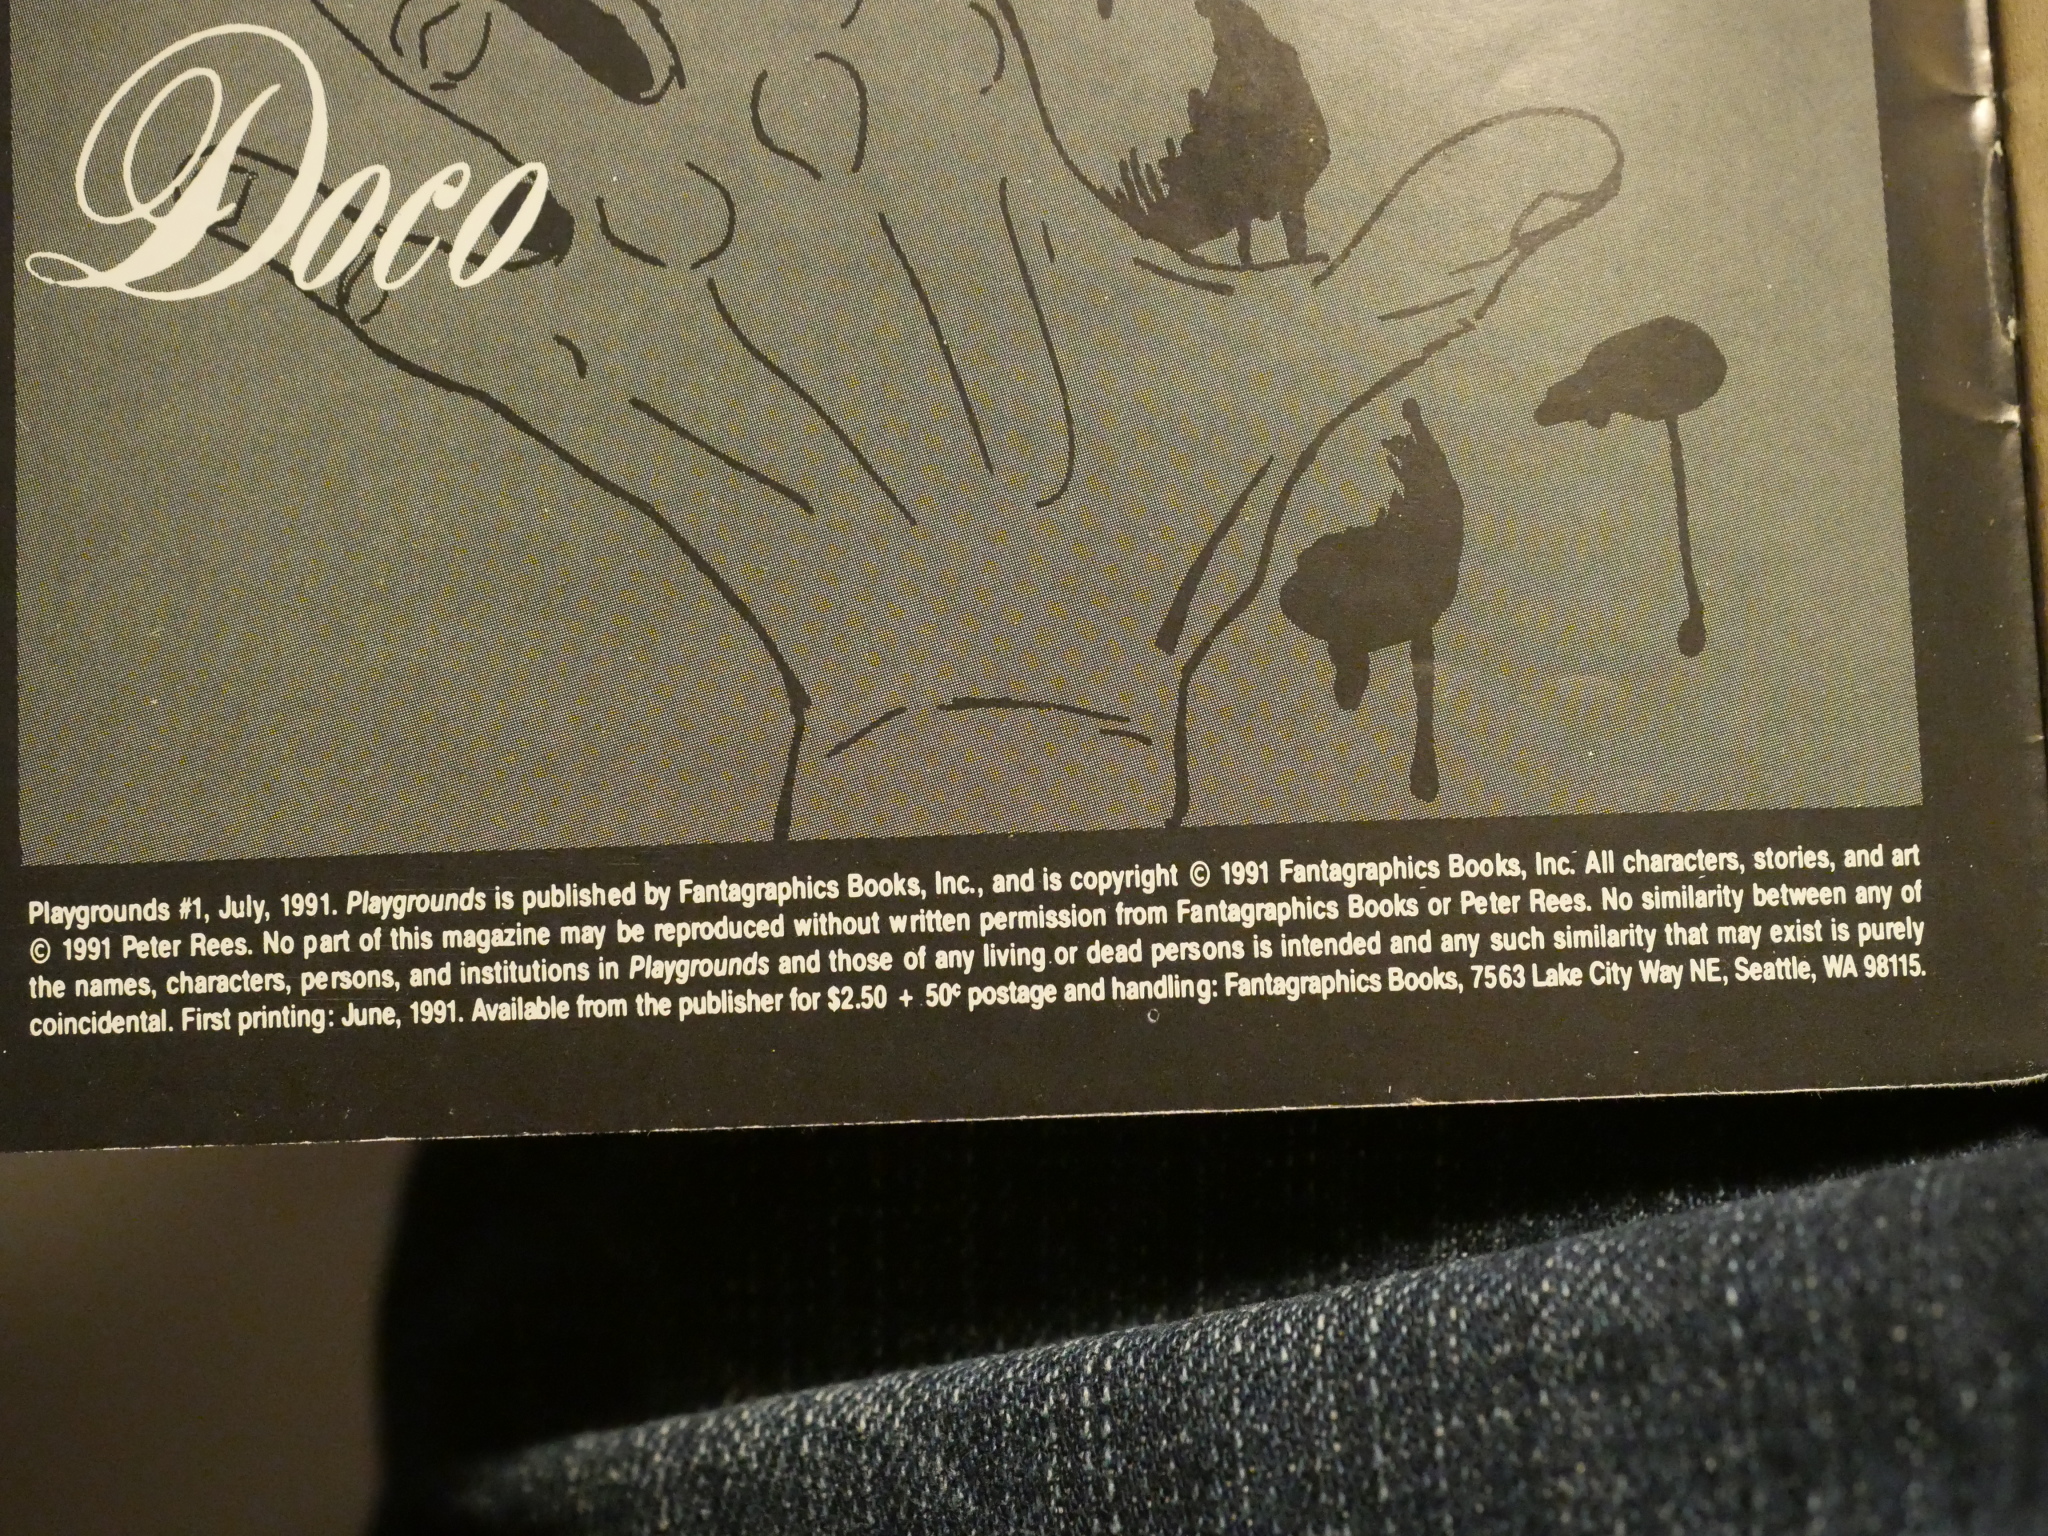 Doco
Playgrounds #1, July, 1991. Playgrounds is published by Fantagraphics Books, Inc., and is copyright © 1991 Fantagraphics Books, Inc. All characters, stories, and art
© 1991 Peter Rees. No part of this magazine may be reproduced without written permission from Fantagraphics Books or Peter Rees. No similarity between any of
the names, characters, persons, and institutions in Playgrounds and those of any living or dead persons is intended and any such similarity that may exist is purely
coincidental. First printing: June, 1991. Available from the publisher for $2.50 + 50¢ postage and handling: Fantagraphics Books, 7563 Lake City Way NE, Seattle, WA 98115.